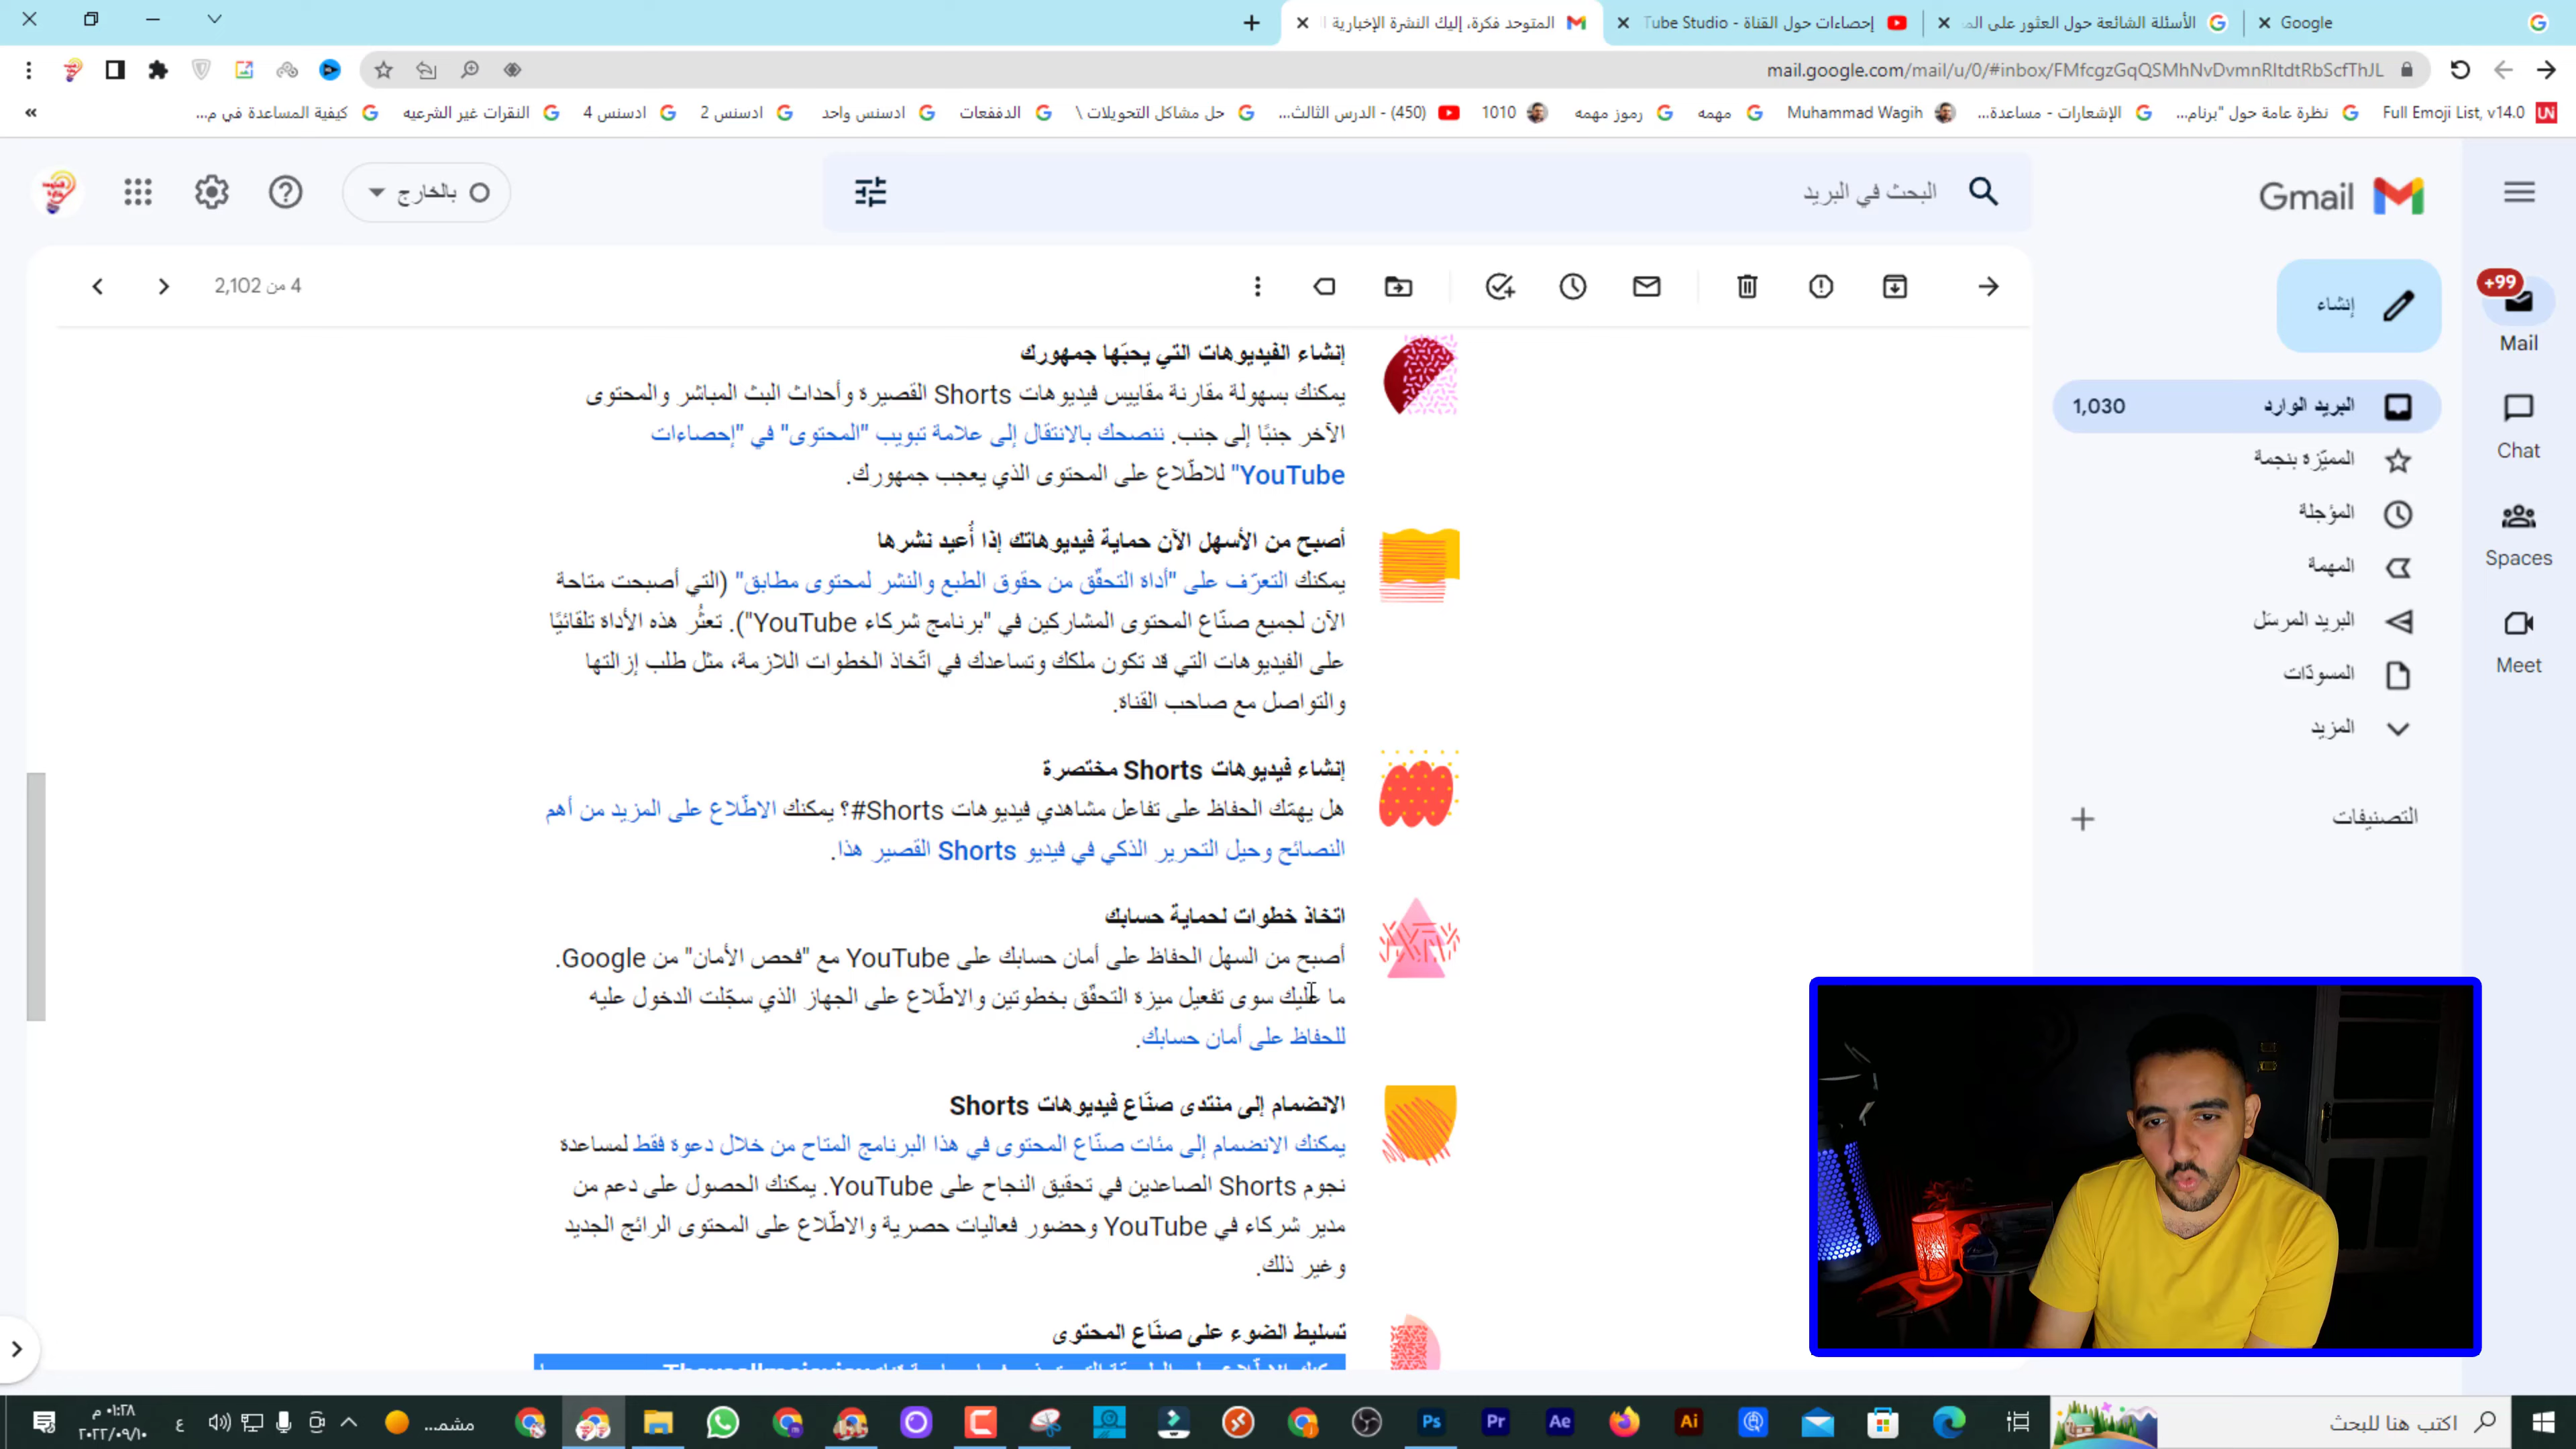 Google
الأسئلة الشائعة حول العثور على
إحصاءات حول القناة - Tube Studio
المتوحد فكرة، إليك النشرة الإخبارية
mail.google.com/mail/u/0/#inbox/FMfcgzGqQSMhNvDvmnRltdtRbScfThJL
Full Emoji List, v14.0
نظرة عامة حول "برنام...
الإشعارات - مساعدة...
Muhammad Wagih
مهمه
رموز مهمه
1010
(450) - الدرس الثالث...
حل مشاكل التحويلات \
الدفقعات
ادسنس واحد
ادسنس 2
ادسنس 4
النقرات غير الشرعيه
كيفية المساعدة في م...
Gmail
البحث في البريد
بالخارج
4 من 2,102
إنشاء
+99
Mail
Chat
Spaces
Meet
البريد الوارد 1,030
المميّزة بنجمة
المؤجلة
المهمة
البريد المرسَل
المسودّات
المزيد
التصنيفات
إنشاء الفيديوهات التي يحبّها جمهورك
يمكنك بسهولة مقارنة مقاييس فيديوهات Shorts القصيرة وأحداث البث المباشر والمحتوى
الآخر جنبًا إلى جنب. ننصحك بالانتقال إلى علامة تبويب "المحتوى" في "إحصاءات
YouTube" للاطّلاع على المحتوى الذي يعجب جمهورك.
أصبح من الأسهل الآن حماية فيديوهاتك إذا أُعيد نشرها
يمكنك التعرّف على "أداة التحقّق من حقوق الطبع والنشر لمحتوى مطابق" (التي أصبحت متاحة
الآن لجميع صنّاع المحتوى المشاركين في "برنامج شركاء YouTube"). تعثُر هذه الأداة تلقائيًا
على الفيديوهات التي قد تكون ملكك وتساعدك في اتّخاذ الخطوات اللازمة، مثل طلب إزالتها
والتواصل مع صاحب القناة.
إنشاء فيديوهات Shorts مختصرة
هل يهمّك الحفاظ على تفاعل مشاهدي فيديوهات Shorts#؟ يمكنك الاطّلاع على المزيد من أهم
النصائح وحيل التحرير الذكي في فيديو Shorts القصير هذا.
اتخاذ خطوات لحماية حسابك
أصبح من السهل الحفاظ على أمان حسابك على YouTube مع "فحص الأمان" من Google.
ما عليك سوى تفعيل ميزة التحقّق بخطوتين والاطّلاع على الجهاز الذي سجّلت الدخول عليه
للحفاظ على أمان حسابك.
الانضمام إلى منتدى صنّاع فيديوهات Shorts
يمكنك الانضمام إلى مئات صنّاع المحتوى في هذا البرنامج المتاح من خلال دعوة فقط لمساعدة
نجوم Shorts الصاعدين في تحقيق النجاح على YouTube. يمكنك الحصول على دعم من
مدير شركاء في YouTube وحضور فعاليات حصرية والاطّلاع على المحتوى الرائج الجديد
وغير ذلك.
تسليط الضوء على صنّاع المحتوى
اكتب هنا للبحث
Ai
Ae
Pr
Ps
مشم...
ع
٠١:٢٨ م
٢٠٢٢/٠٩/١٠